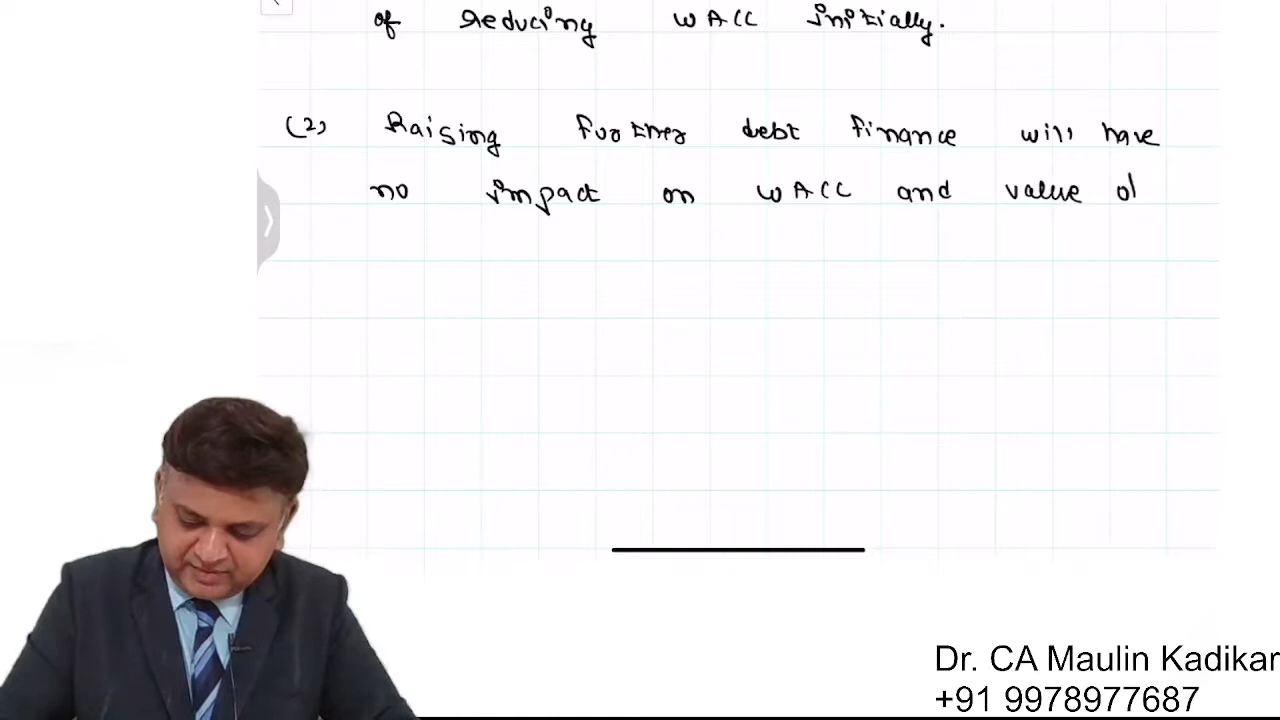 of reducing WACC initially.
(2) Raising further debt finance will have
no impact on WACC and value of
Dr. CA Maulin Kadikar
+91 9978977687